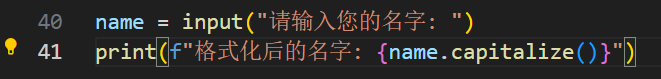 40 name = input("请输入您的名字: ")
41 print(f"格式化后的名字: {name.capitalize()}")